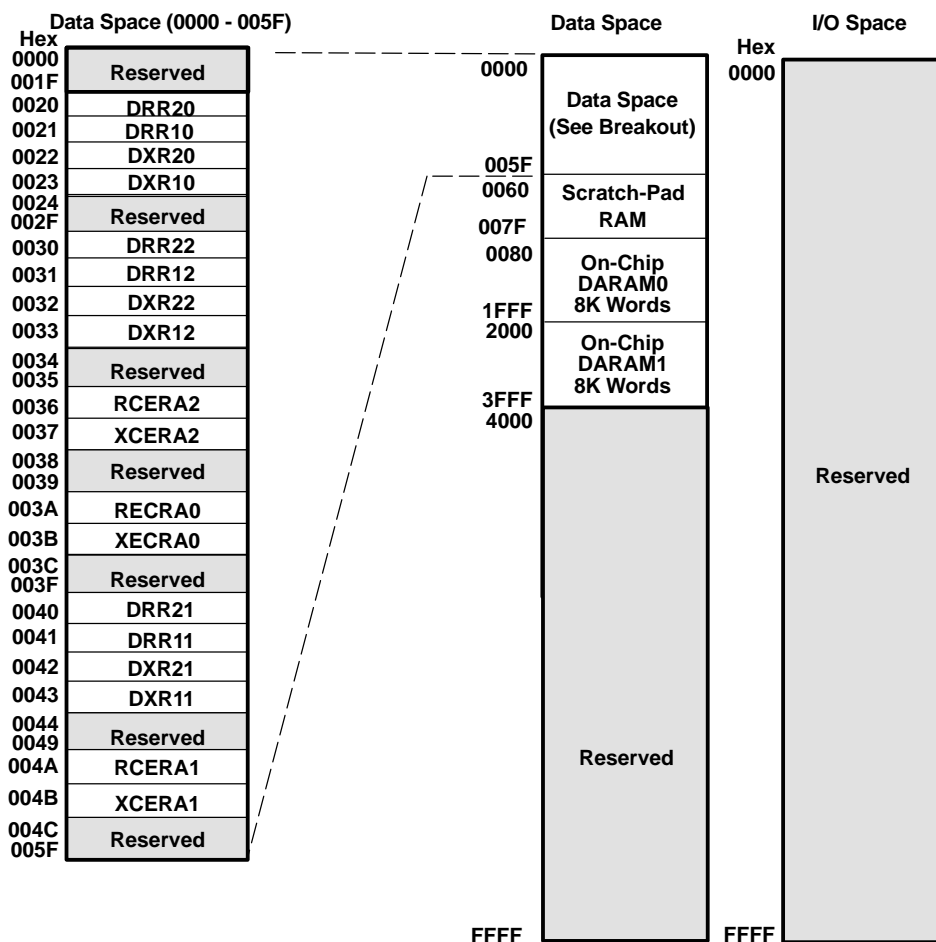 Data Space (0000 - 005F)
Hex
0000
001F
Reserved
0020
DRR20
0021
DRR10
0022
DXR20
0023
DXR10
0024
002F
Reserved
0030
DRR22
0031
DRR12
0032
DXR22
0033
DXR12
0034
0035
Reserved
0036
RCERA2
0037
XCERA2
0038
0039
Reserved
003A
RECRA0
003B
XECRA0
003C
003F
Reserved
0040
DRR21
0041
DRR11
0042
DXR21
0043
DXR11
0044
0049
Reserved
004A
RCERA1
004B
XCERA1
004C
005F
Reserved
Data Space
0000
Data Space
(See Breakout)
005F
0060
Scratch-Pad
RAM
007F
0080
On-Chip
DARAM0
8K Words
1FFF
2000
On-Chip
DARAM1
8K Words
3FFF
4000
Reserved
FFFF
I/O Space
Hex
0000
Reserved
FFFF